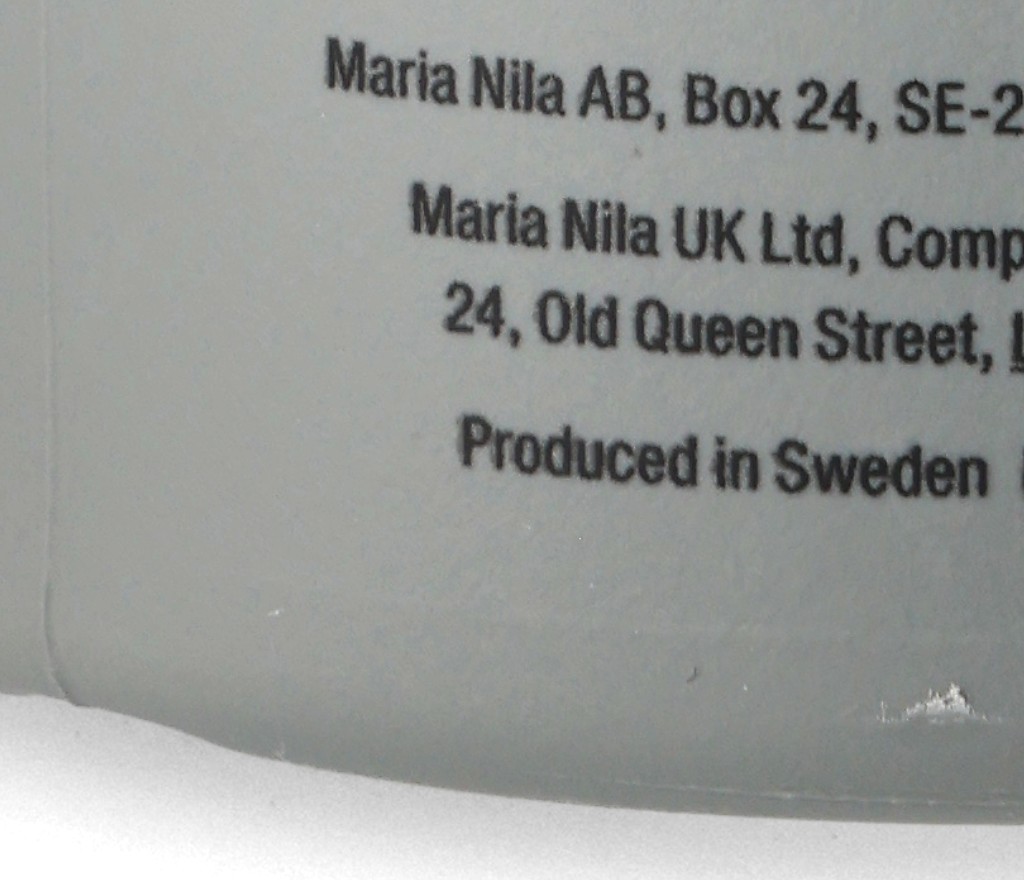 Maria Nila AB, Box 24, SE-2
Maria Nila UK Ltd, Comp
24, Old Queen Street,
Produced in Sweden